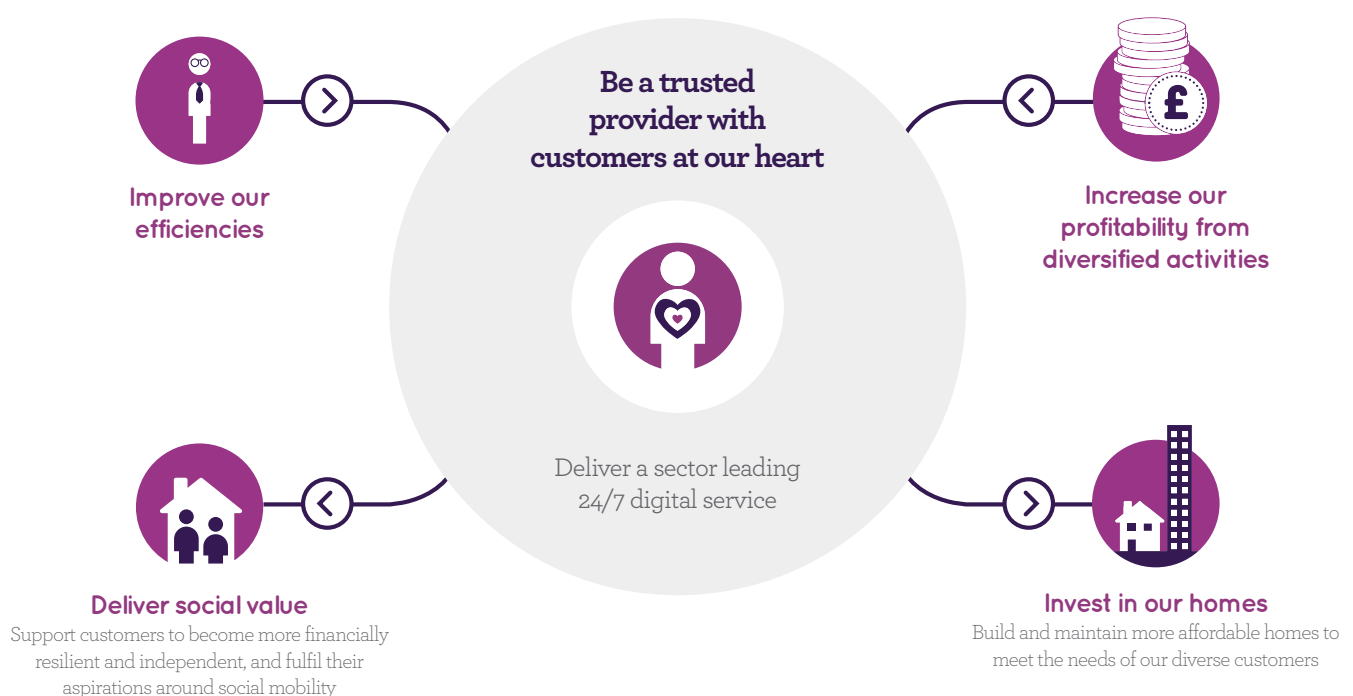 Be a trusted
provider with
customers at our heart
Improve our
efficiencies
£
Increase our
profitability from
diversified activities
Deliver a sector leading
24/7 digital service
Deliver social value
Support customers to become more financially
resilient and independent, and fulfil their
aspirations around social mobility
Invest in our homes
Build and maintain more affordable homes to
meet the needs of our diverse customers